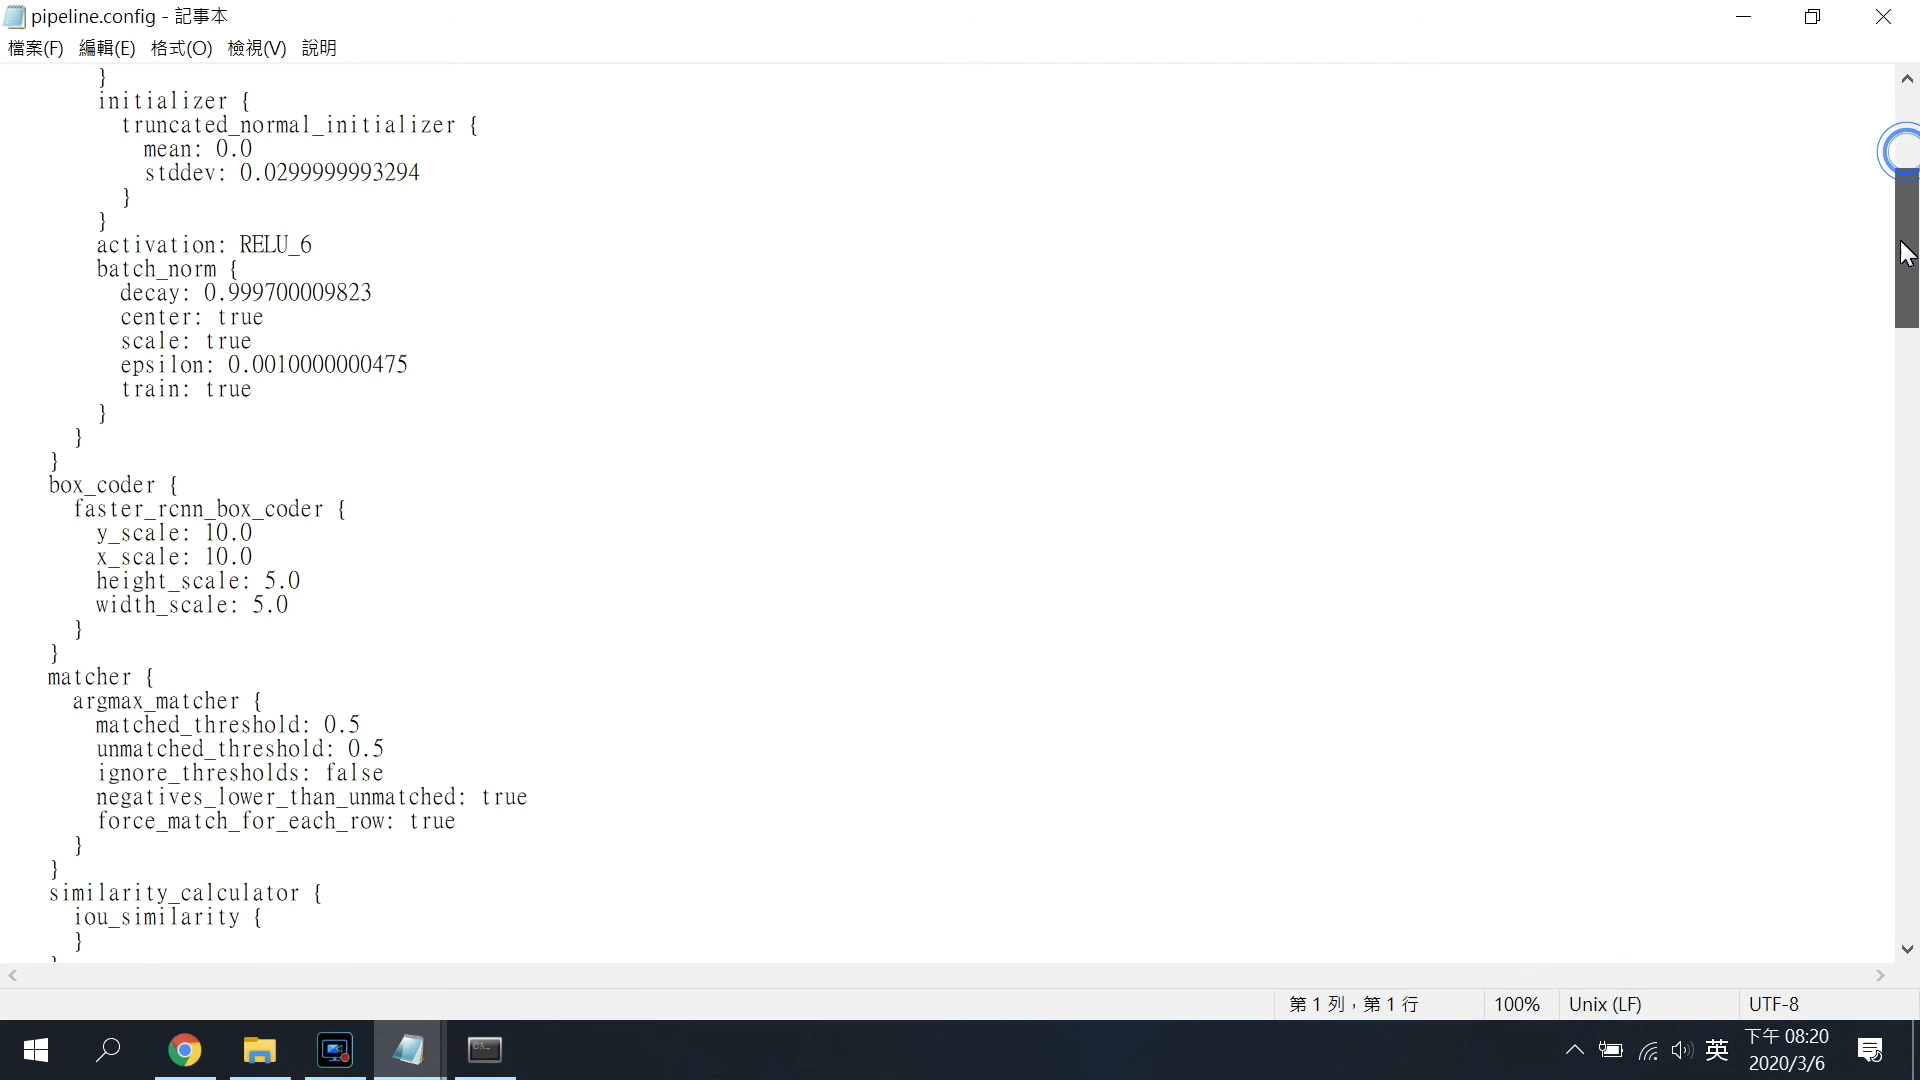 pipeline.config - 記事本
檔案(F) 編輯(E) 格式(O) 檢視(V) 說明
}
initializer {
truncated_normal_initializer {
mean: 0.0
stddev: 0.0299999993294
}
}
activation: RELU_6
batch_norm {
decay: 0.999700009823
center: true
scale: true
epsilon: 0.0010000000475
train: true
}
}
}
box_coder {
faster_rcnn_box_coder {
y_scale: 10.0
x_scale: 10.0
height_scale: 5.0
width_scale: 5.0
}
}
matcher {
argmax_matcher {
matched_threshold: 0.5
unmatched_threshold: 0.5
ignore_thresholds: false
negatives_lower_than_unmatched: true
force_match_for_each_row: true
}
}
similarity_calculator {
iou_similarity {
}
第 1 列，第 1 行 100% Unix (LF) UTF-8
英 下午 08:20
2020/3/6